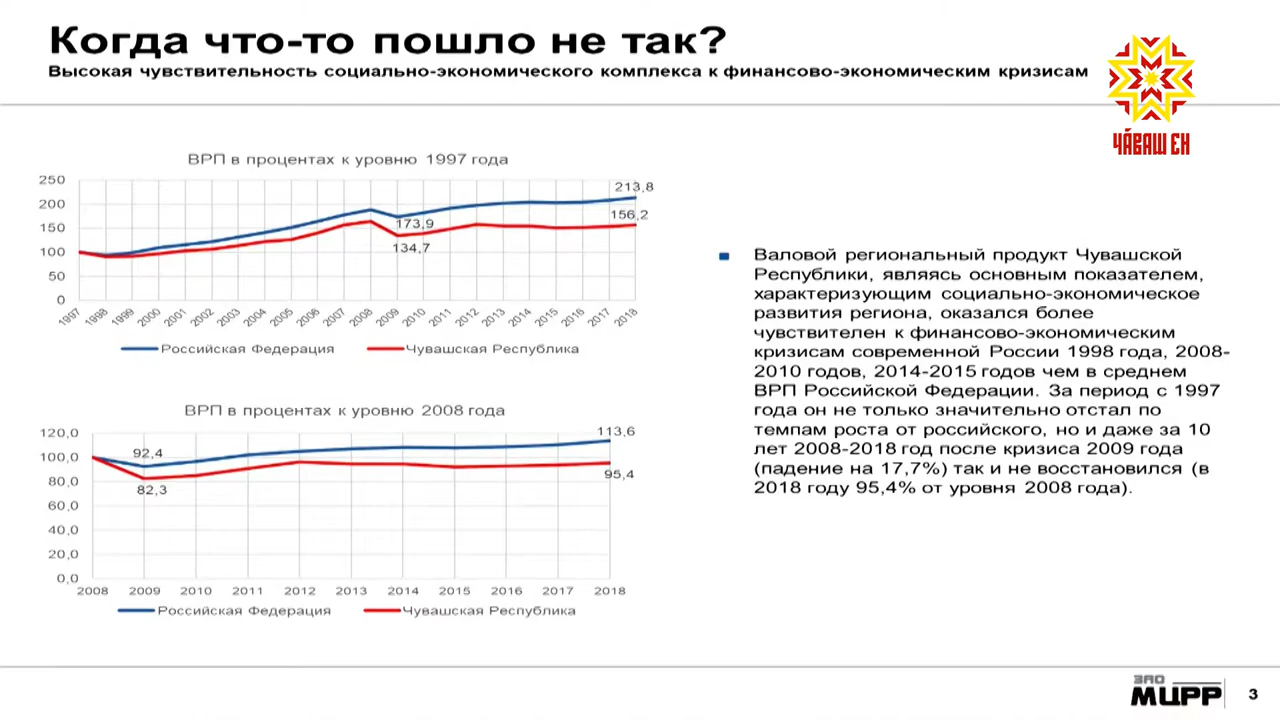 Когда что-то пошло не так?
Высокая чувствительность социально-экономического комплекса к финансово-экономическим кризисам
ЧӐВАШ ЕН
ВРП в процентах к уровню 1997 года
250
200
150
100
50
0
213,8
173,9
156,2
134,7
1997 1998 1999 2000 2001 2002 2003 2004 2005 2006 2007 2008 2009 2010 2011 2012 2013 2014 2015 2016 2017 2018
Российская Федерация Чувашская Республика
ВРП в процентах к уровню 2008 года
120,0
100,0
80,0
60,0
40,0
20,0
0,0
113,6
92,4
95,4
82,3
2008 2009 2010 2011 2012 2013 2014 2015 2016 2017 2018
Российская Федерация Чувашская Республика
Валовой региональный продукт Чувашской
Республики, являясь основным показателем,
характеризующим социально-экономическое
развития региона, оказался более
чувствителен к финансово-экономическим
кризисам современной России 1998 года, 2008-
2010 годов, 2014-2015 годов чем в среднем
ВРП Российской Федерации. За период с 1997
года он не только значительно отстал по
темпам роста от российского, но и даже за 10
лет 2008-2018 год после кризиса 2009 года
(падение на 17,7%) так и не восстановился (в
2018 году 95,4% от уровня 2008 года).
ЗАО
МЦРР
3